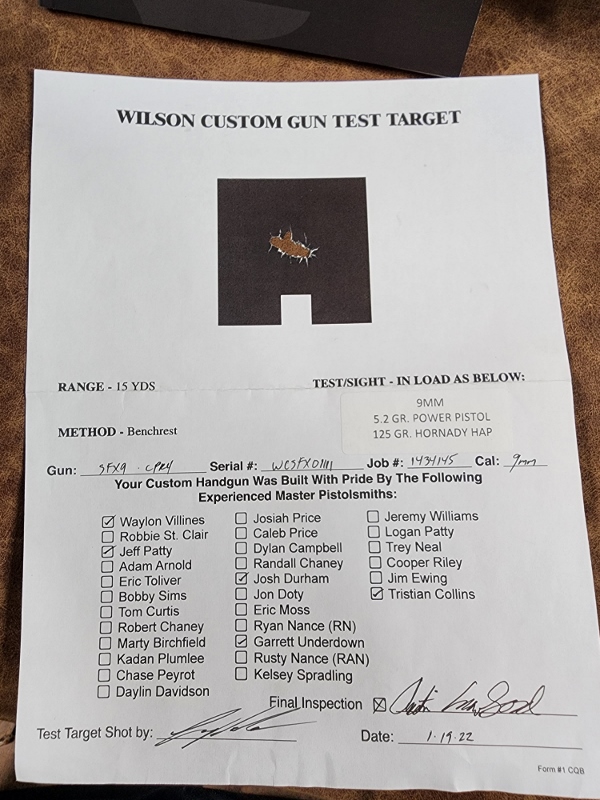 WILSON CUSTOM GUN TEST TARGET
RANGE - 15 YDS
TEST/SIGHT - IN LOAD AS BELOW:
9MM
5.2 GR. POWER PISTOL
125 GR. HORNADY HAP
METHOD - Benchrest
Gun: SFX9 - CPR4 Serial #: WCSFX01111 Job #: 1434145 Cal: 9mm
Your Custom Handgun Was Built With Pride By The Following
Experienced Master Pistolsmiths:
☑ Waylon Villines
☐ Robbie St. Clair
☑ Jeff Patty
☐ Adam Arnold
☐ Eric Toliver
☐ Bobby Sims
☐ Tom Curtis
☐ Robert Chaney
☐ Marty Birchfield
☐ Kadan Plumlee
☐ Chase Peyrot
☐ Daylin Davidson
☐ Josiah Price
☐ Caleb Price
☐ Dylan Campbell
☐ Randall Chaney
☑ Josh Durham
☐ Jon Doty
☐ Eric Moss
☐ Ryan Nance (RN)
☑ Garrett Underdown
☐ Rusty Nance (RAN)
☐ Kelsey Spradling
☐ Jeremy Williams
☐ Logan Patty
☐ Trey Neal
☐ Cooper Riley
☐ Jim Ewing
☑ Tristian Collins
Final Inspection ☒
Test Target Shot by:
Date: 1-19-22
Form #1 CQB